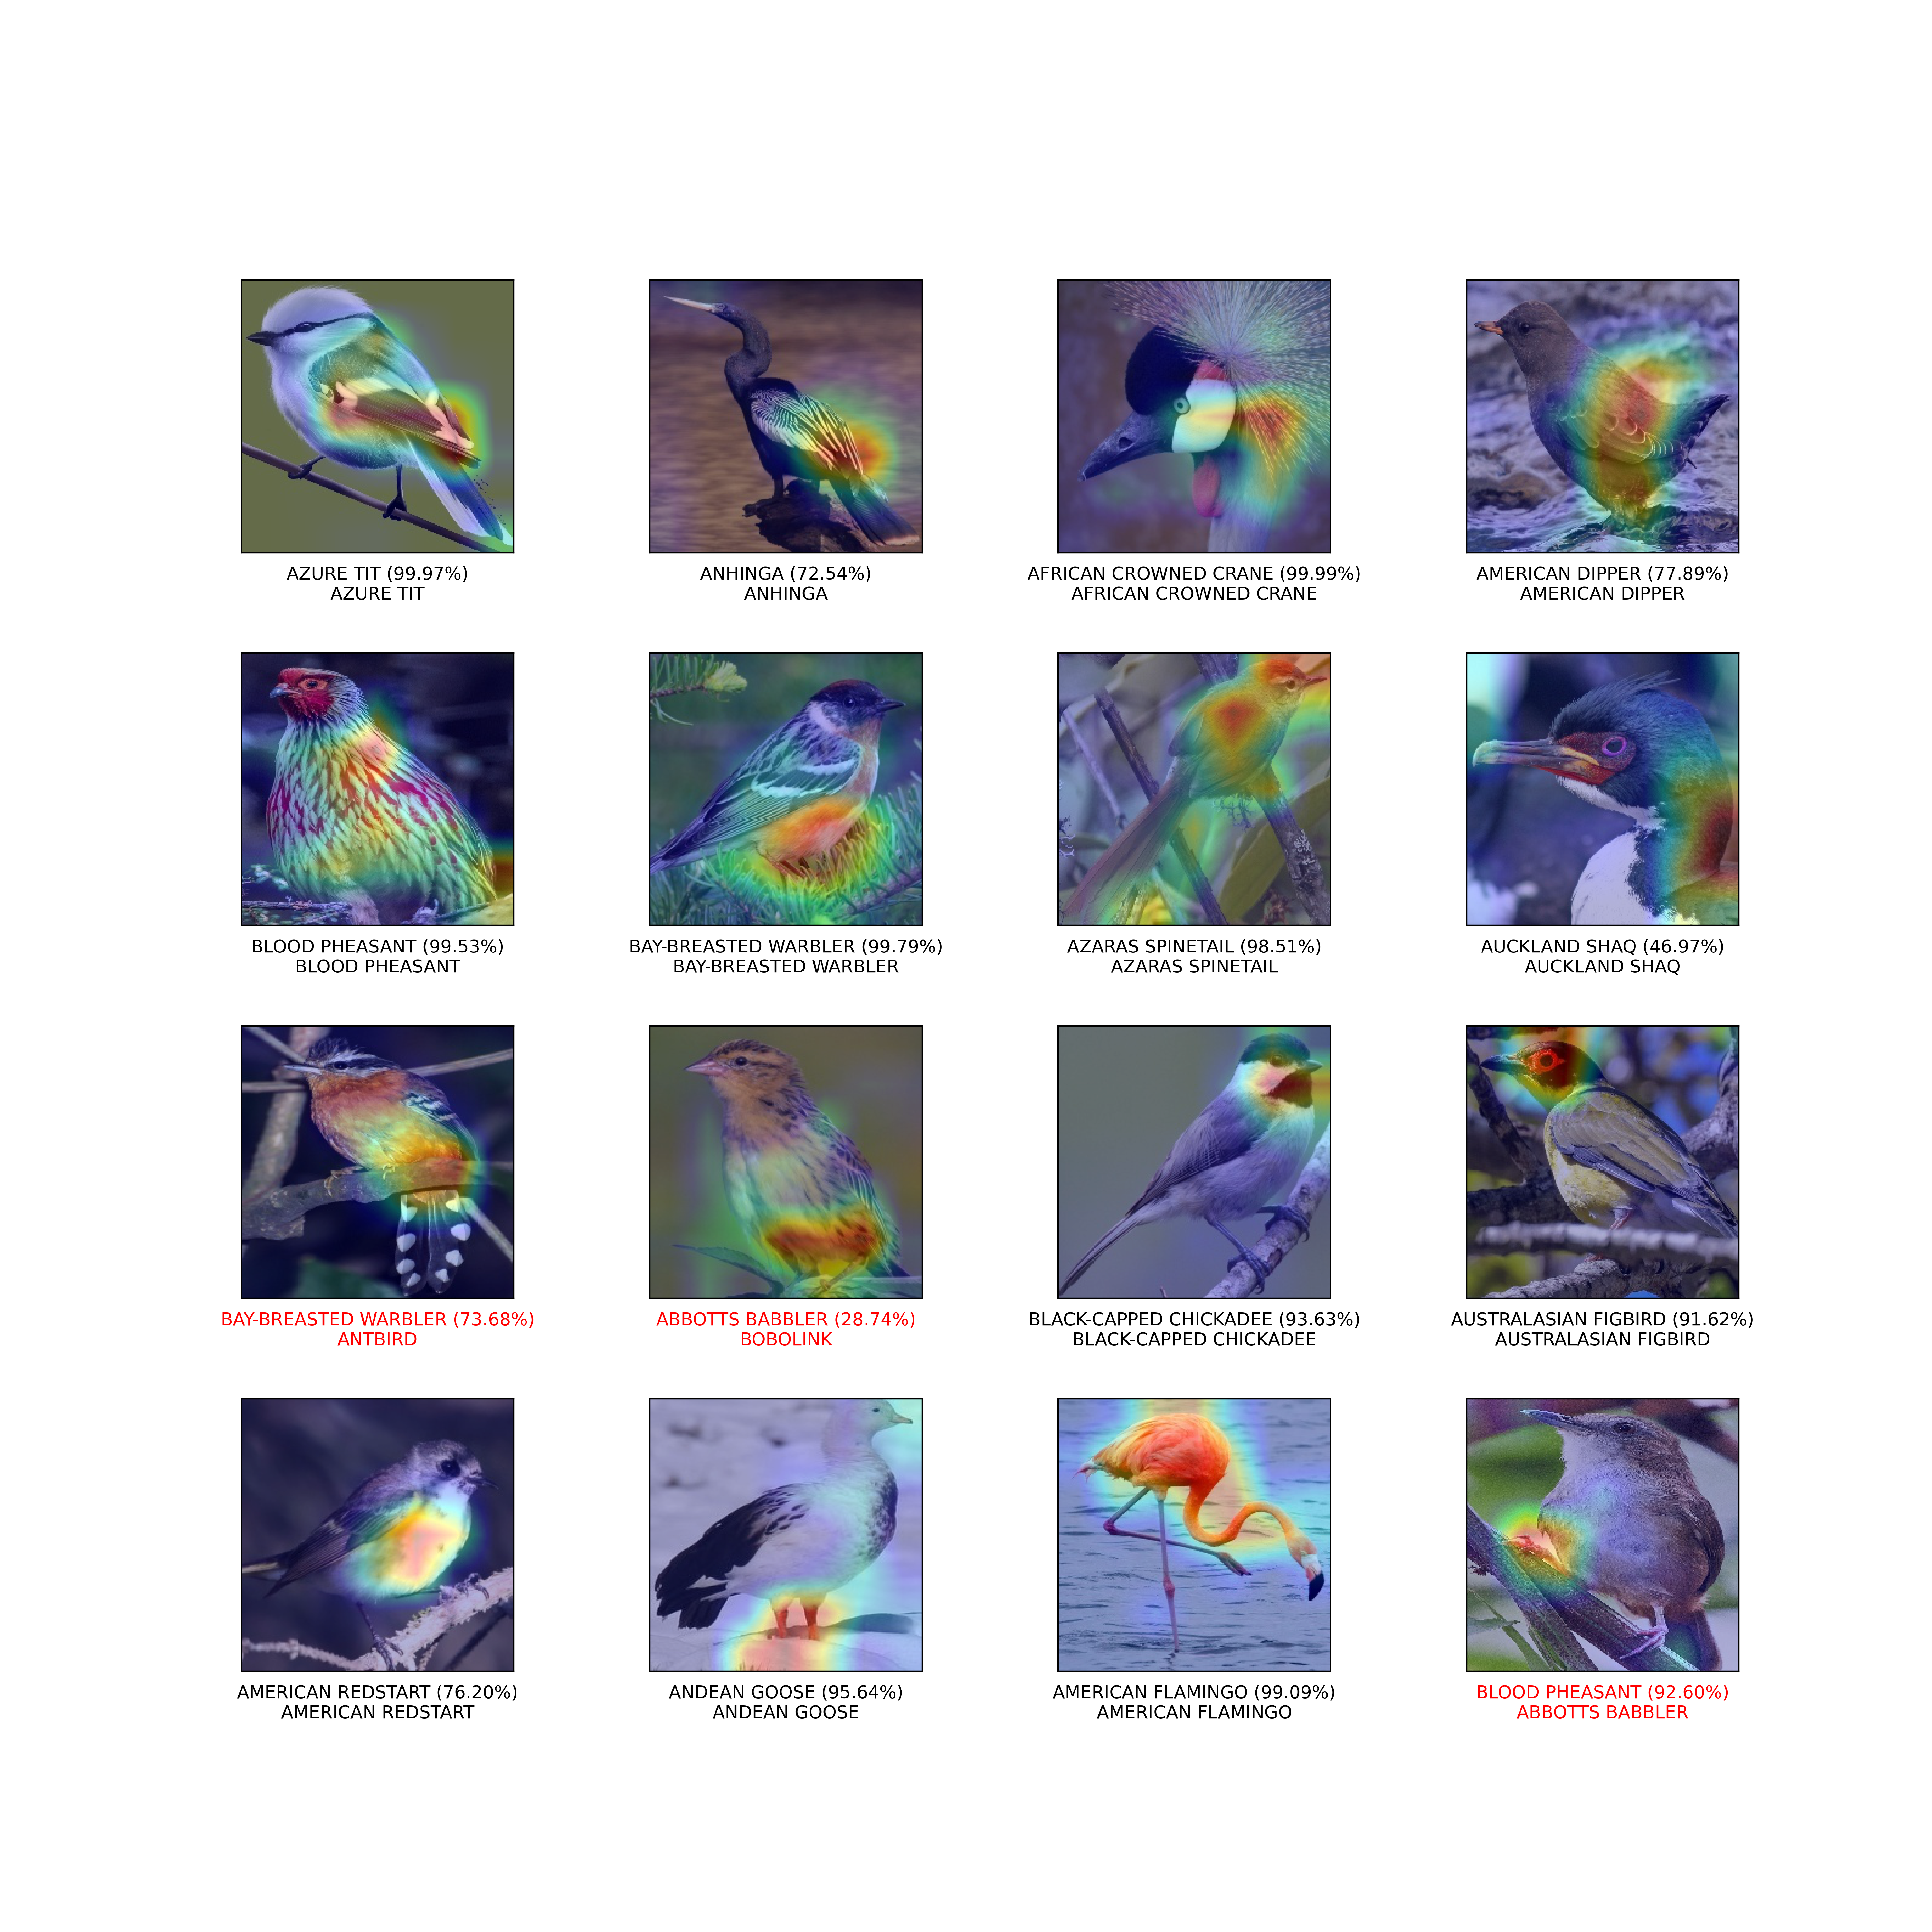 AZURE TIT (99.97%)
AZURE TIT
ANHINGA (72.54%)
ANHINGA
AFRICAN CROWNED CRANE (99.99%)
AFRICAN CROWNED CRANE
AMERICAN DIPPER (77.89%)
AMERICAN DIPPER
BLOOD PHEASANT (99.53%)
BLOOD PHEASANT
BAY-BREASTED WARBLER (99.79%)
BAY-BREASTED WARBLER
AZARAS SPINETAIL (98.51%)
AZARAS SPINETAIL
AUCKLAND SHAQ (46.97%)
AUCKLAND SHAQ
BAY-BREASTED WARBLER (73.68%)
ANTBIRD
ABBOTTS BABBLER (28.74%)
BOBOLINK
BLACK-CAPPED CHICKADEE (93.63%)
BLACK-CAPPED CHICKADEE
AUSTRALASIAN FIGBIRD (91.62%)
AUSTRALASIAN FIGBIRD
AMERICAN REDSTART (76.20%)
AMERICAN REDSTART
ANDEAN GOOSE (95.64%)
ANDEAN GOOSE
AMERICAN FLAMINGO (99.09%)
AMERICAN FLAMINGO
BLOOD PHEASANT (92.60%)
ABBOTTS BABBLER